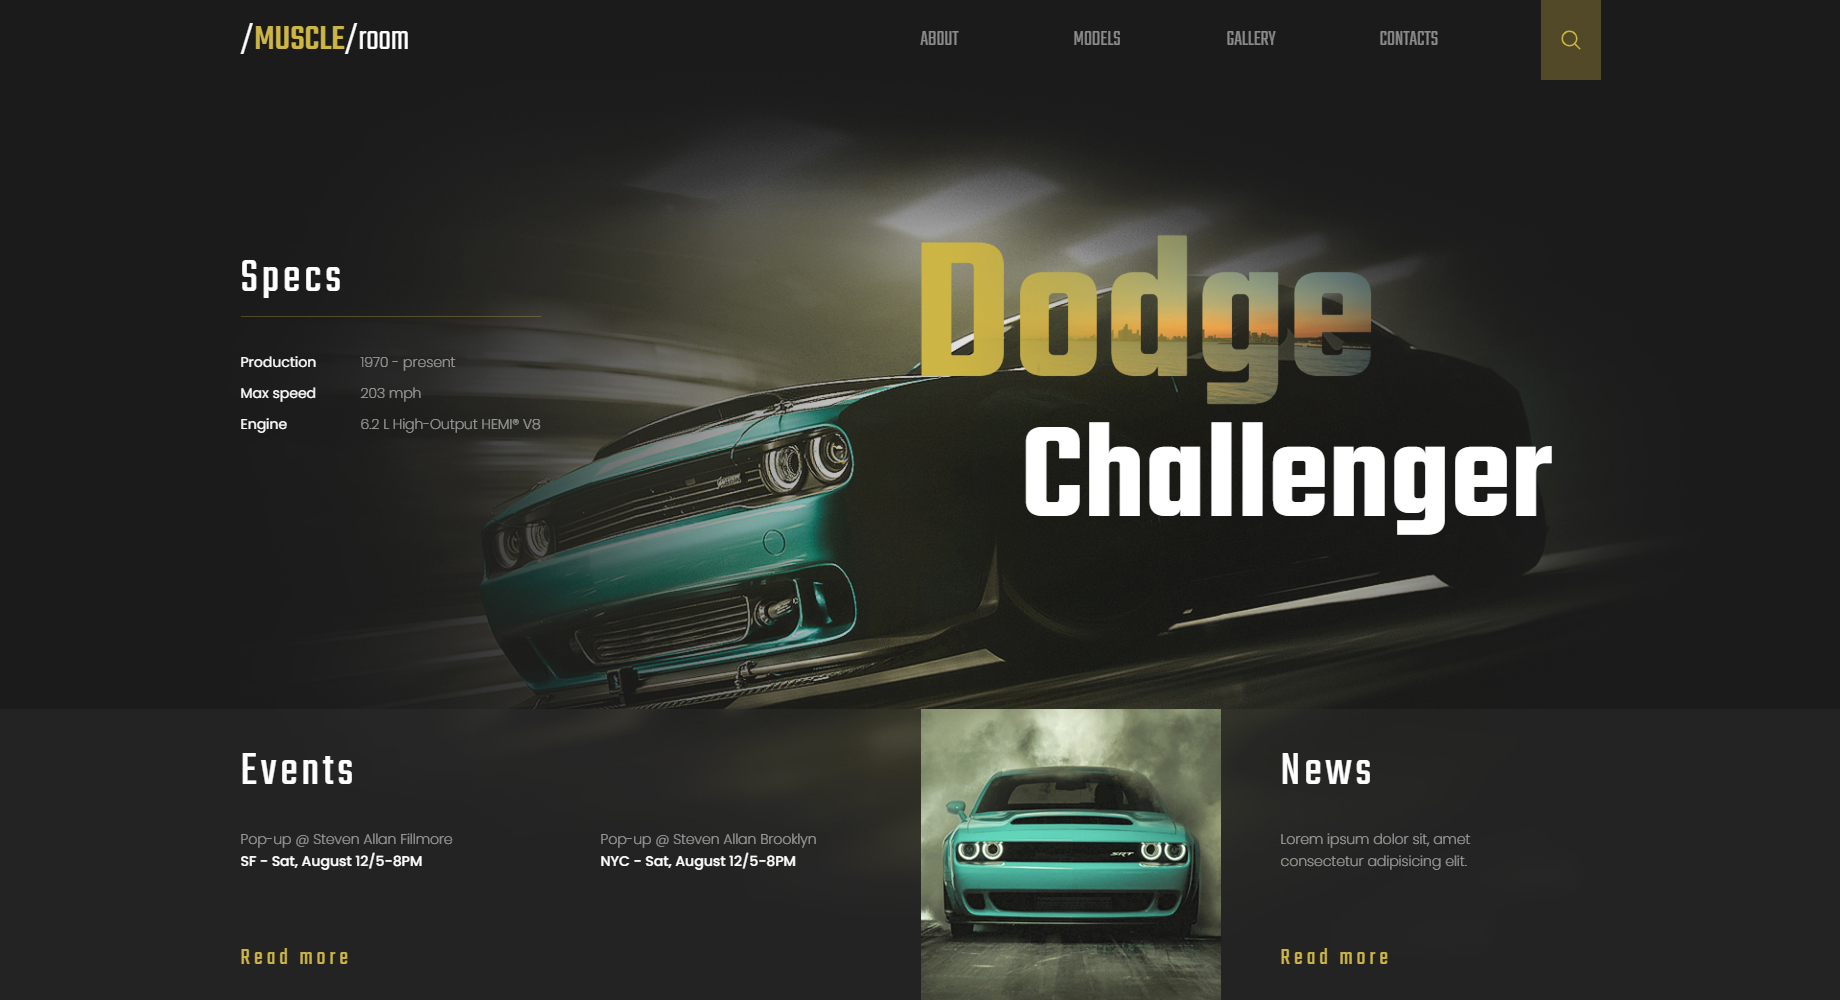 /MUSCLE/room
ABOUT
MODELS
GALLERY
CONTACTS
Dodge
Challenger
Specs
Production 1970 - present
Max speed 203 mph
Engine 6.2 L High-Output HEMI® V8
Events
Pop-up @ Steven Allan Fillmore
SF - Sat, August 12/5-8PM
Pop-up @ Steven Allan Brooklyn
NYC - Sat, August 12/5-8PM
Read more
SRT
News
Lorem ipsum dolor sit, amet
consectetur adipisicing elit.
Read more